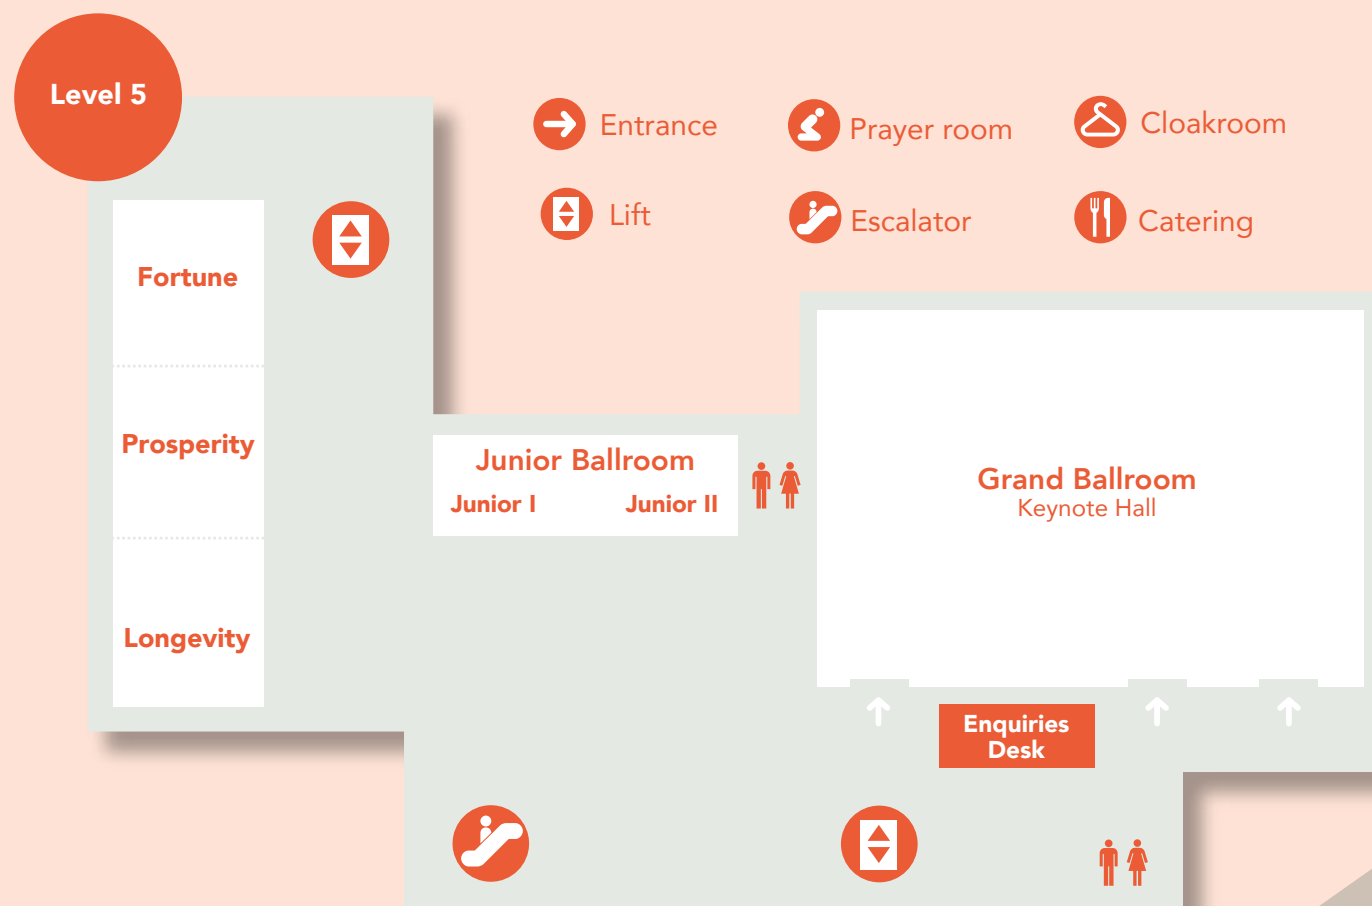 Level 5
Entrance
Prayer room
Cloakroom
Lift
Escalator
Catering
Fortune
Prosperity
Longevity
Junior Ballroom
Junior I
Junior II
Grand Ballroom
Keynote Hall
Enquiries
Desk